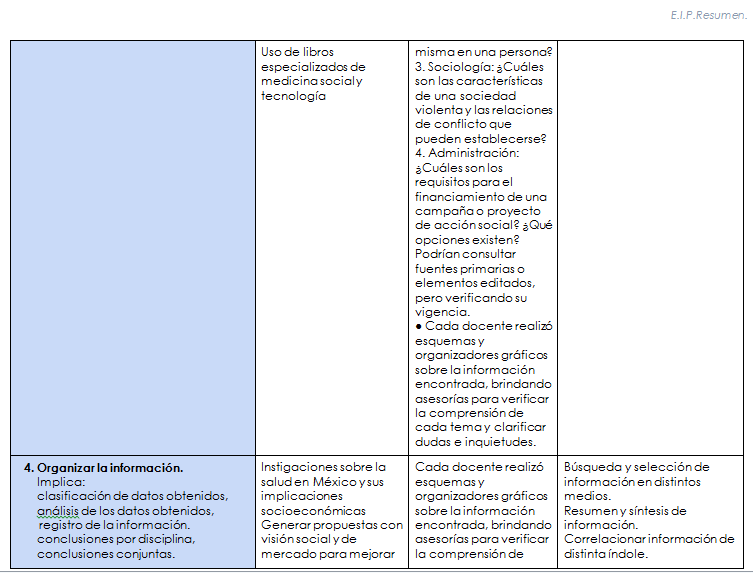 E.I.P.Resumen.
Uso de libros
especializados de
medicina social y
tecnología
misma en una persona?
3. Sociología: ¿Cuáles
son las características
de una sociedad
violenta y las relaciones
de conflicto que
pueden establecerse?
4. Administración:
¿Cuáles son los
requisitos para el
financiamiento de una
campaña o proyecto
de acción social? ¿Qué
opciones existen?
Podrían consultar
fuentes primarias o
elementos editados,
pero verificando su
vigencia.
● Cada docente realizó
esquemas y
organizadores gráficos
sobre la información
encontrada, brindando
asesorías para verificar
la comprensión de
cada tema y clarificar
dudas e inquietudes.
4. Organizar la información.
Implica:
clasificación de datos obtenidos,
análisis de los datos obtenidos,
registro de la información.
conclusiones por disciplina,
conclusiones conjuntas.
Instigaciones sobre la
salud en México y sus
implicaciones
socioeconómicas
Generar propuestas con
visión social y de
mercado para mejorar
Cada docente realizó
esquemas y
organizadores gráficos
sobre la información
encontrada, brindando
asesorías para verificar
la comprensión de
Búsqueda y selección de
información en distintos
medios.
Resumen y síntesis de
información.
Correlacionar información de
distinta índole.